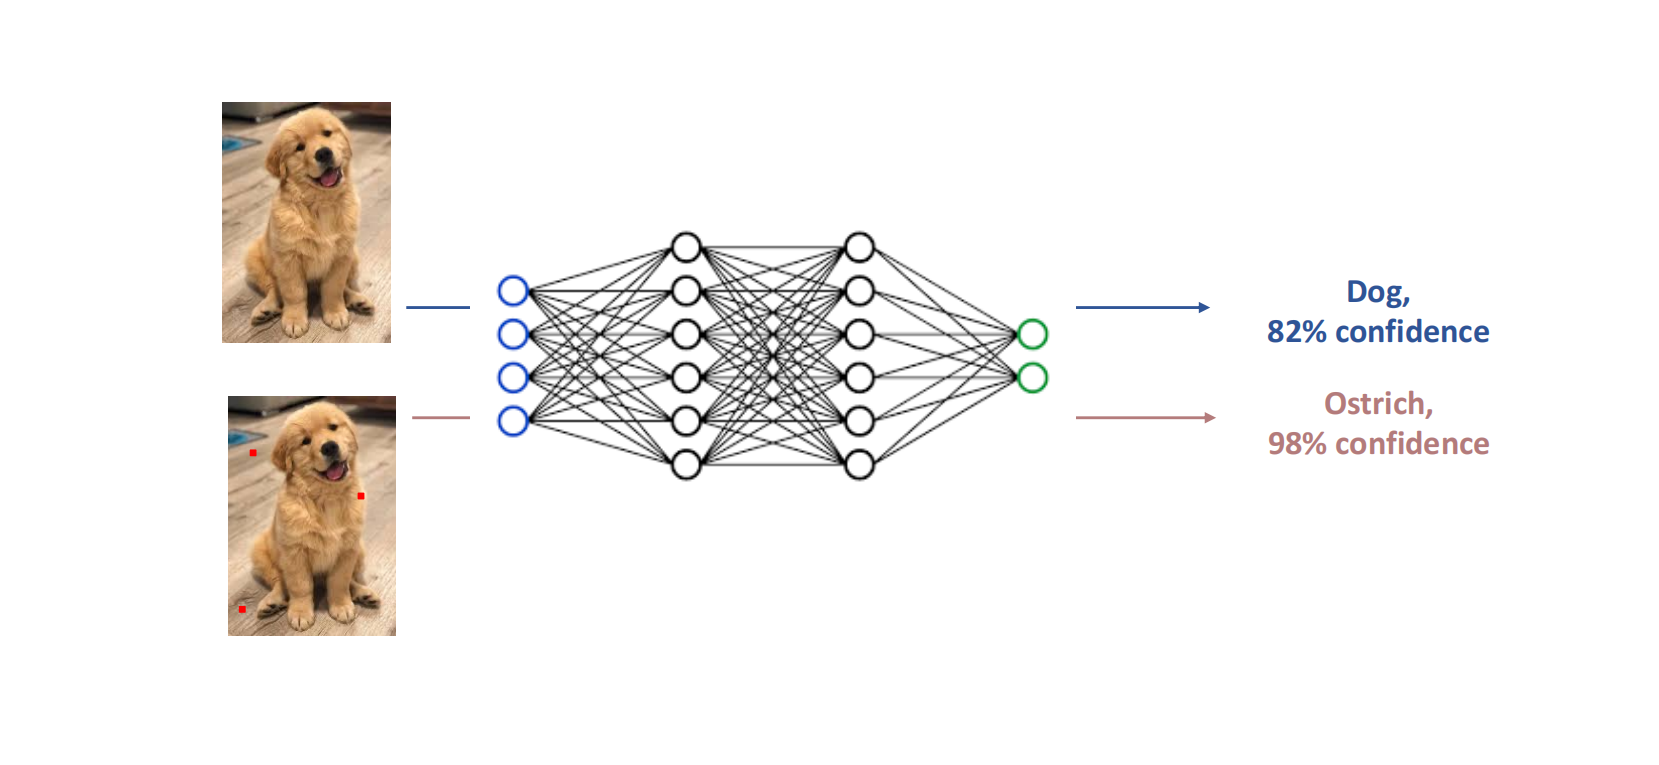 Dog,
82% confidence
Ostrich,
98% confidence